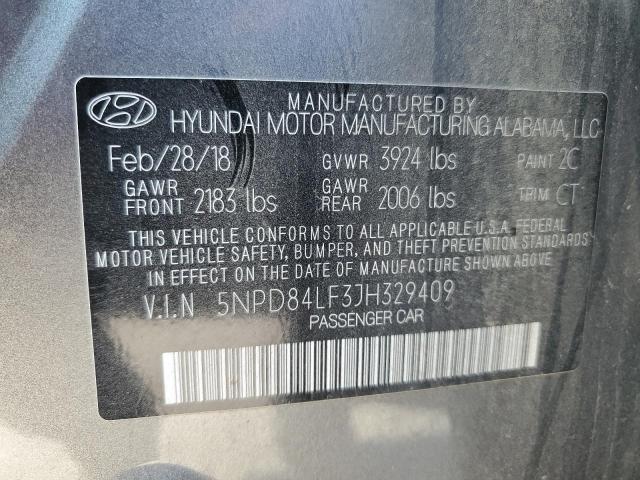 MANUFACTURED BY
HYUNDAI MOTOR MANUFACTURING ALABAMA, LLC
Feb/28/18 GVWR 3924 lbs PAINT 2C
GAWR FRONT 2183 lbs GAWR REAR 2006 lbs TRIM CT
THIS VEHICLE CONFORMS TO ALL APPLICABLE U.S.A. FEDERAL
MOTOR VEHICLE SAFETY, BUMPER, AND THEFT PREVENTION STANDARDS
IN EFFECT ON THE DATE OF MANUFACTURE SHOWN ABOVE.
V.I.N 5NPD84LF3JH329409
PASSENGER CAR